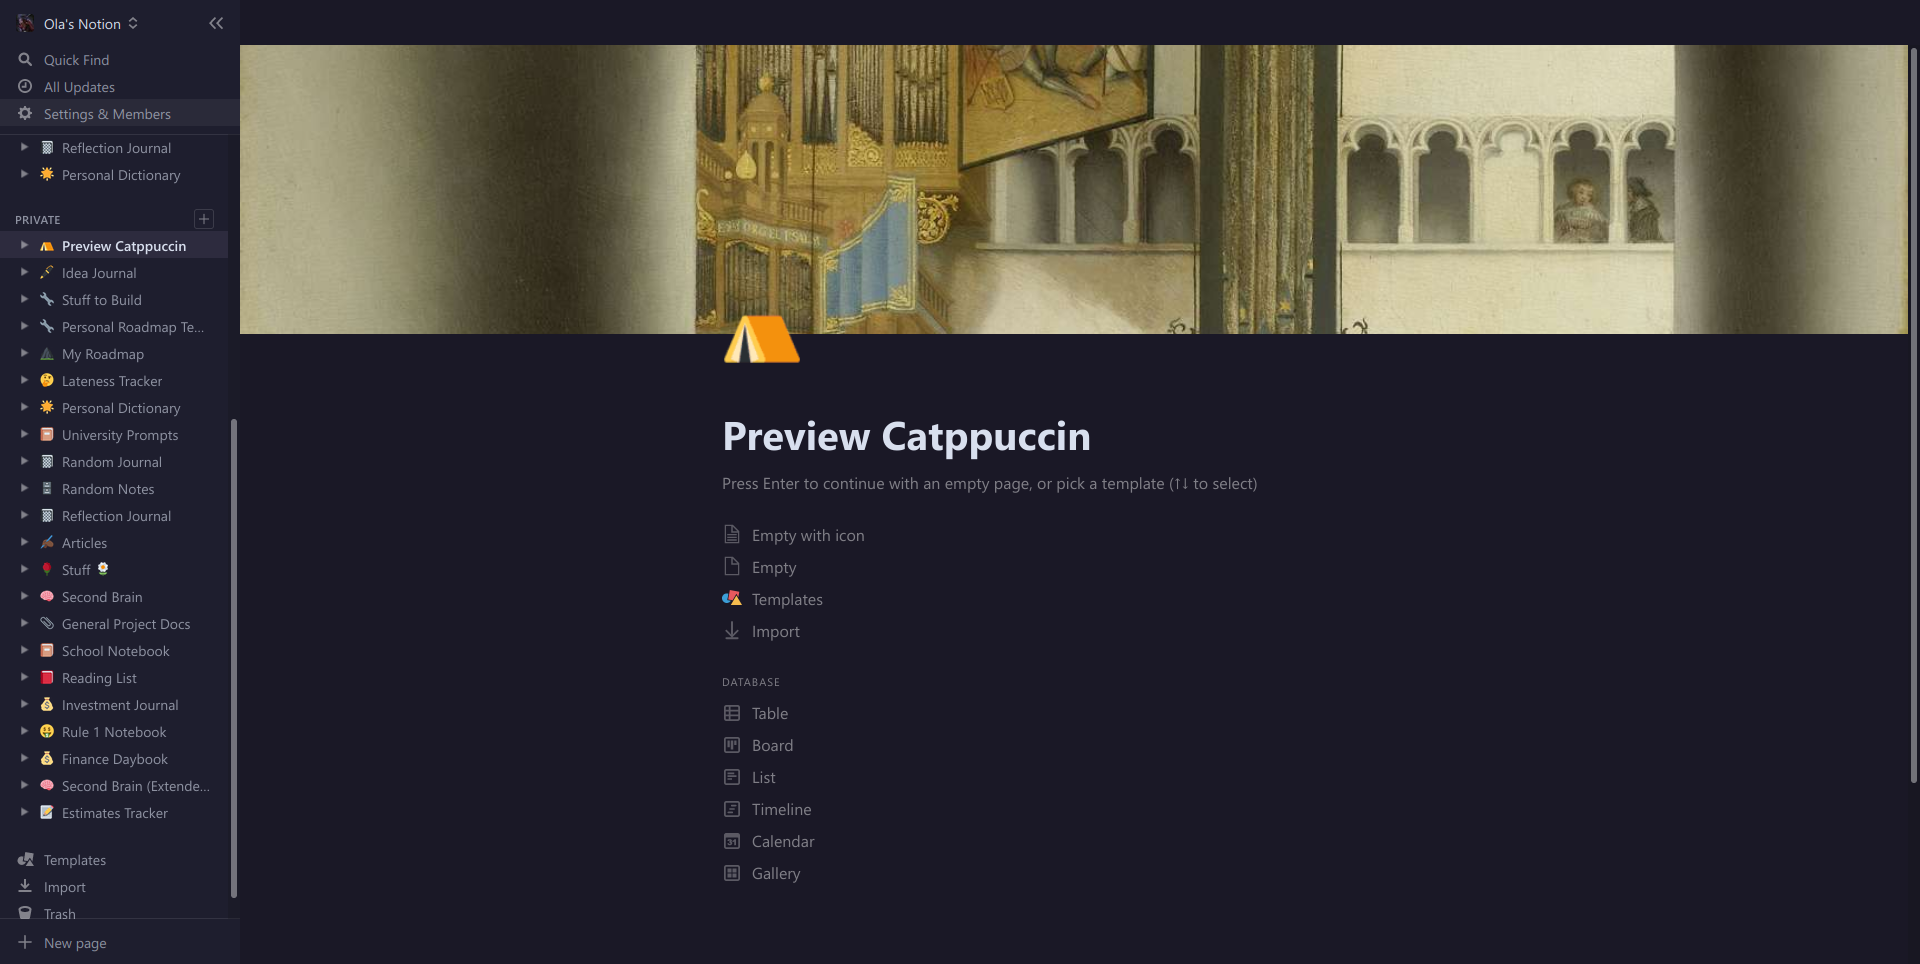 Ola's Notion
Quick Find
All Updates
Settings & Members
Reflection Journal
Personal Dictionary
PRIVATE
Preview Catppuccin
Idea Journal
Stuff to Build
Personal Roadmap Te...
My Roadmap
Lateness Tracker
Personal Dictionary
University Prompts
Random Journal
Random Notes
Reflection Journal
Articles
Stuff
Second Brain
General Project Docs
School Notebook
Reading List
Investment Journal
Rule 1 Notebook
Finance Daybook
Second Brain (Extende...
Estimates Tracker
Templates
Import
Trash
New page
Preview Catppuccin
Press Enter to continue with an empty page, or pick a template (↑↓ to select)
Empty with icon
Empty
Templates
Import
DATABASE
Table
Board
List
Timeline
31 Calendar
Gallery